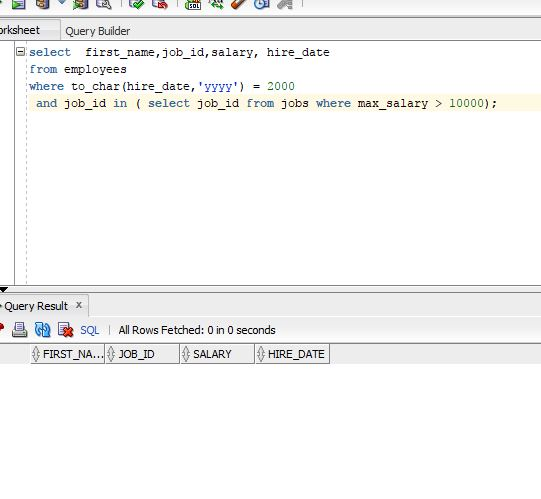 orksheet Query Builder
select first_name,job_id,salary, hire_date
from employees
where to_char(hire_date,'yyyy') = 2000
and job_id in ( select job_id from jobs where max_salary > 10000);
Query Result x
SQL | All Rows Fetched: 0 in 0 seconds
FIRST_NA... JOB_ID SALARY HIRE_DATE